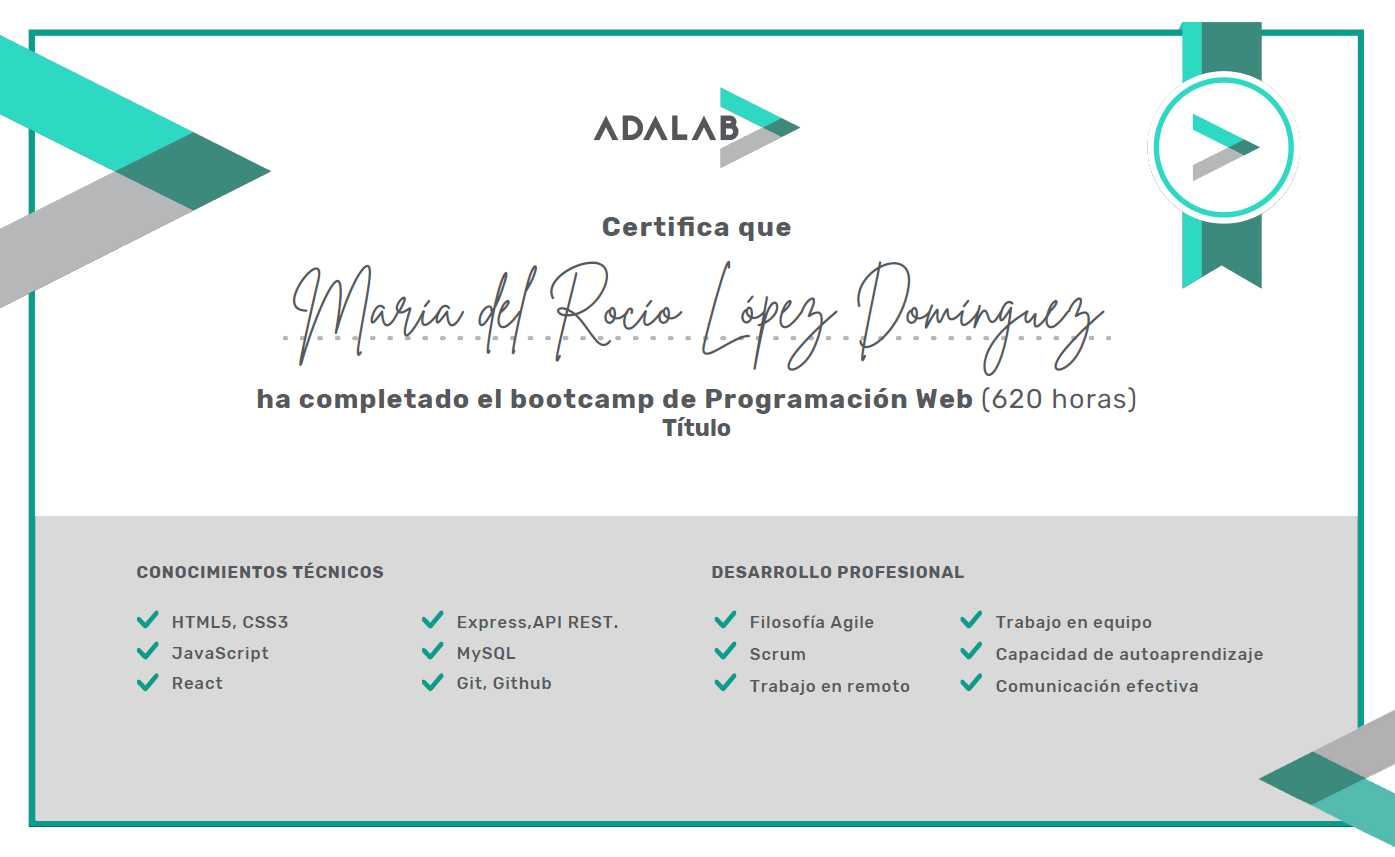 ADALAB
Certifica que
María del Rocío López Domínguez
ha completado el bootcamp de Programación Web (620 horas)
Título
CONOCIMIENTOS TÉCNICOS
HTML5, CSS3
JavaScript
React
Express,API REST.
MySQL
Git, Github
DESARROLLO PROFESIONAL
Filosofía Agile
Scrum
Trabajo en remoto
Trabajo en equipo
Capacidad de autoaprendizaje
Comunicación efectiva